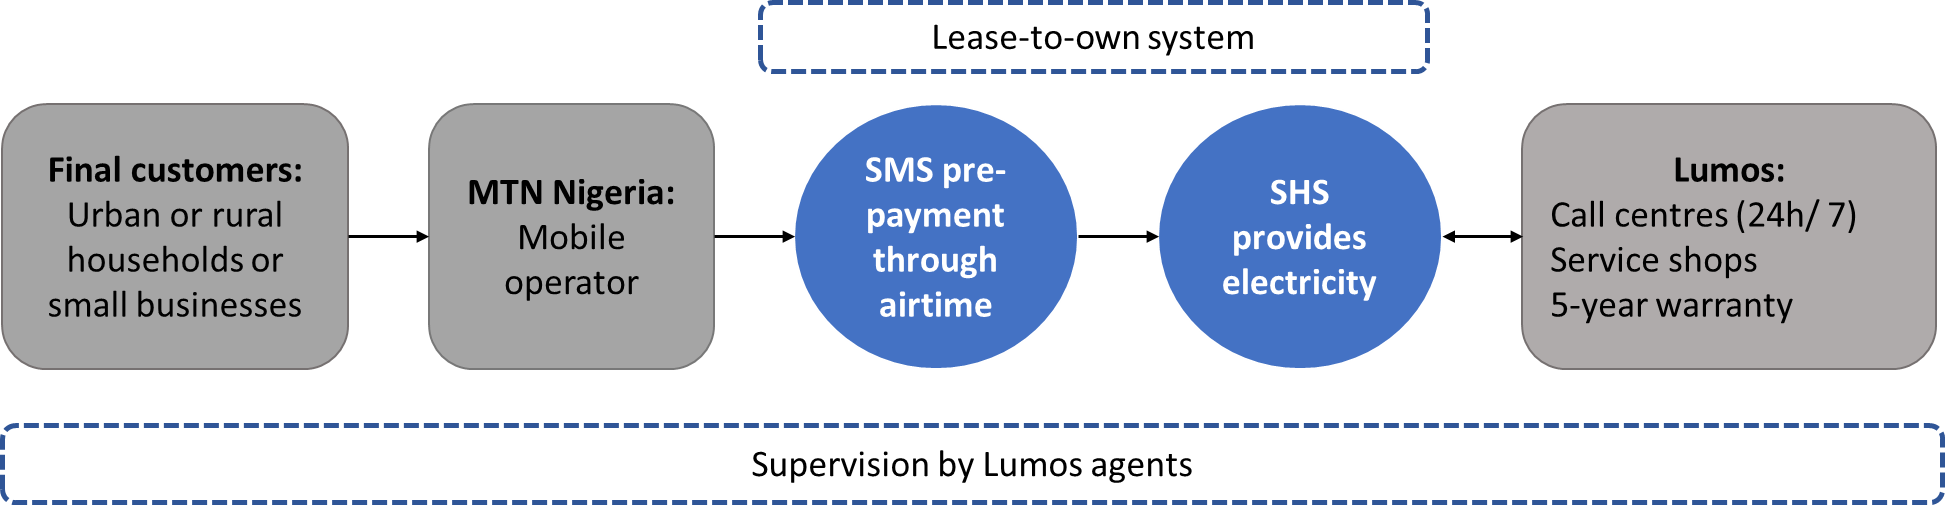 Lease-to-own system
Final customers:
Urban or rural
households or
small businesses
MTN Nigeria:
Mobile
operator
SMS pre-
payment
through
airtime
SHS
provides
electricity
Lumos:
Call centres (24h/ 7)
Service shops
5-year warranty
Supervision by Lumos agents